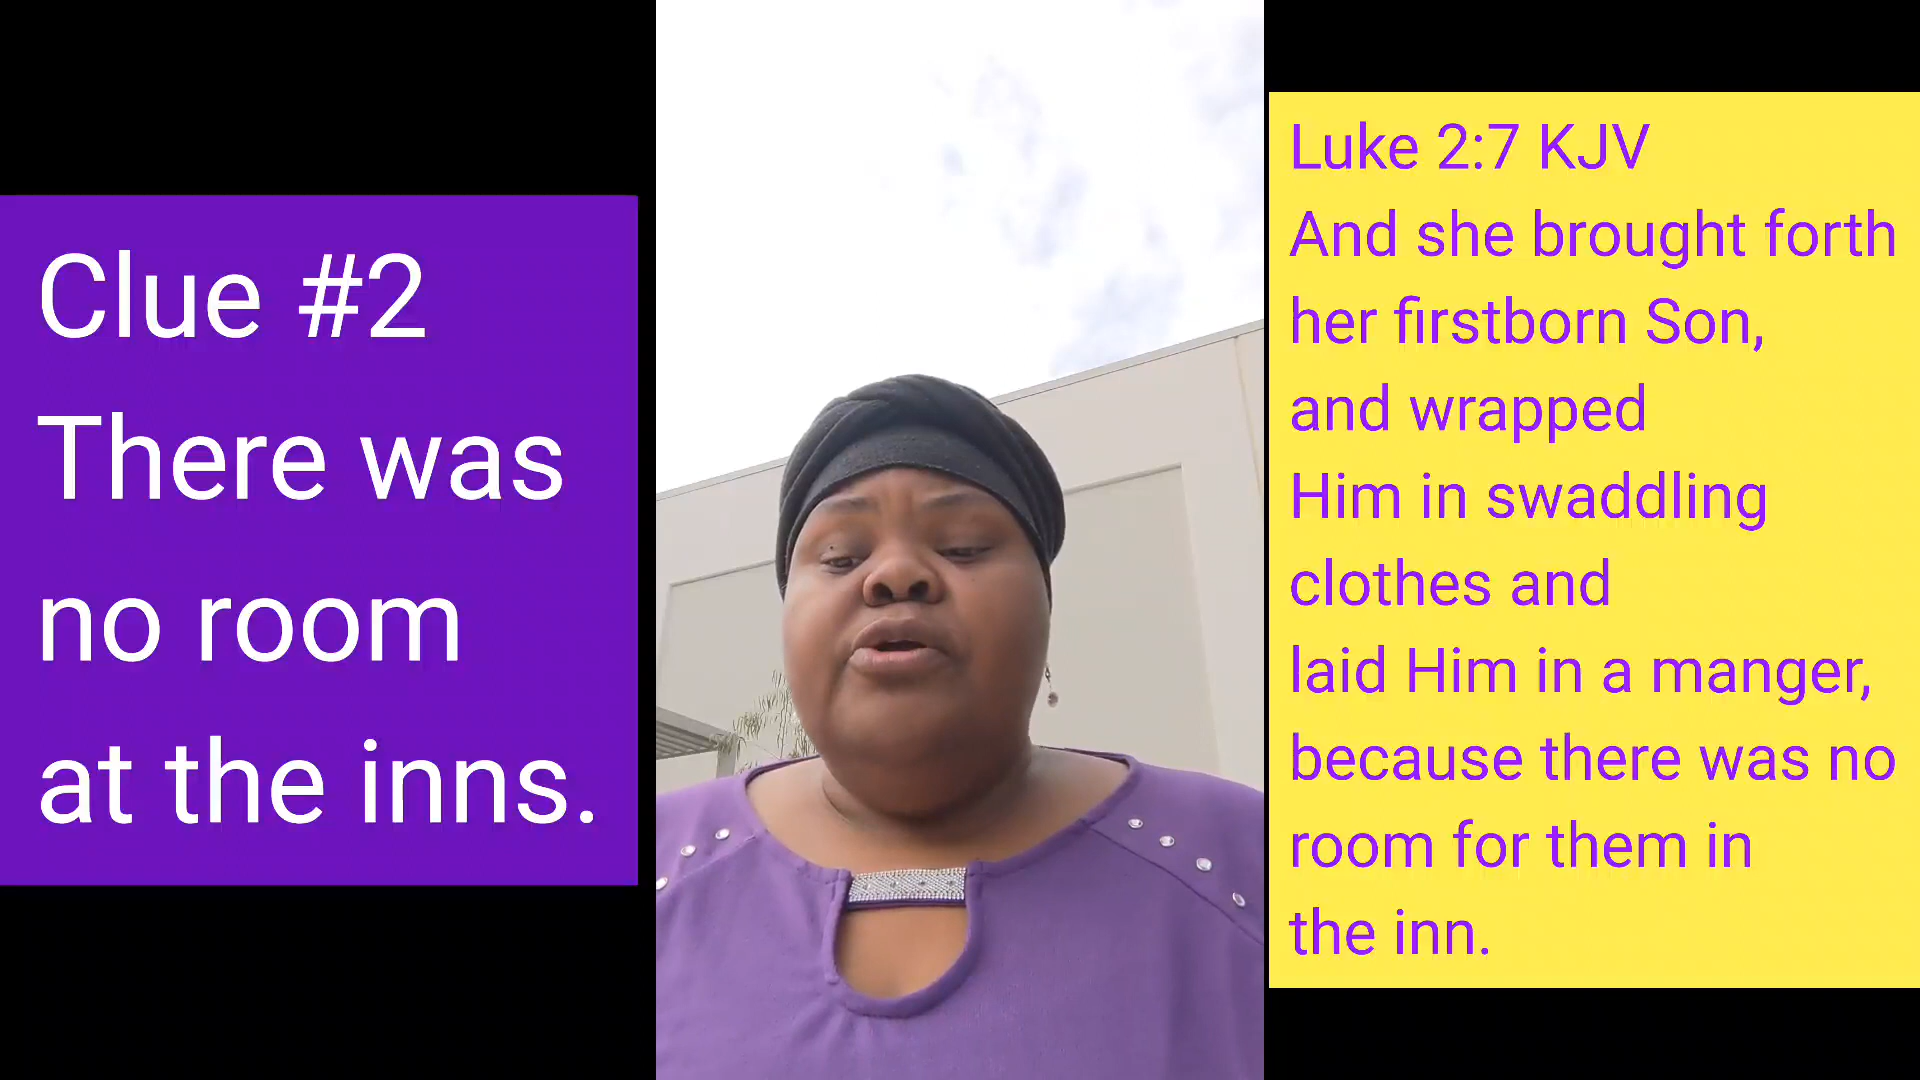 Clue #2
There was
no room
at the inns.
Luke 2:7 KJV
And she brought forth
her firstborn Son,
and wrapped
Him in swaddling
clothes and
laid Him in a manger,
because there was no
room for them in
the inn.